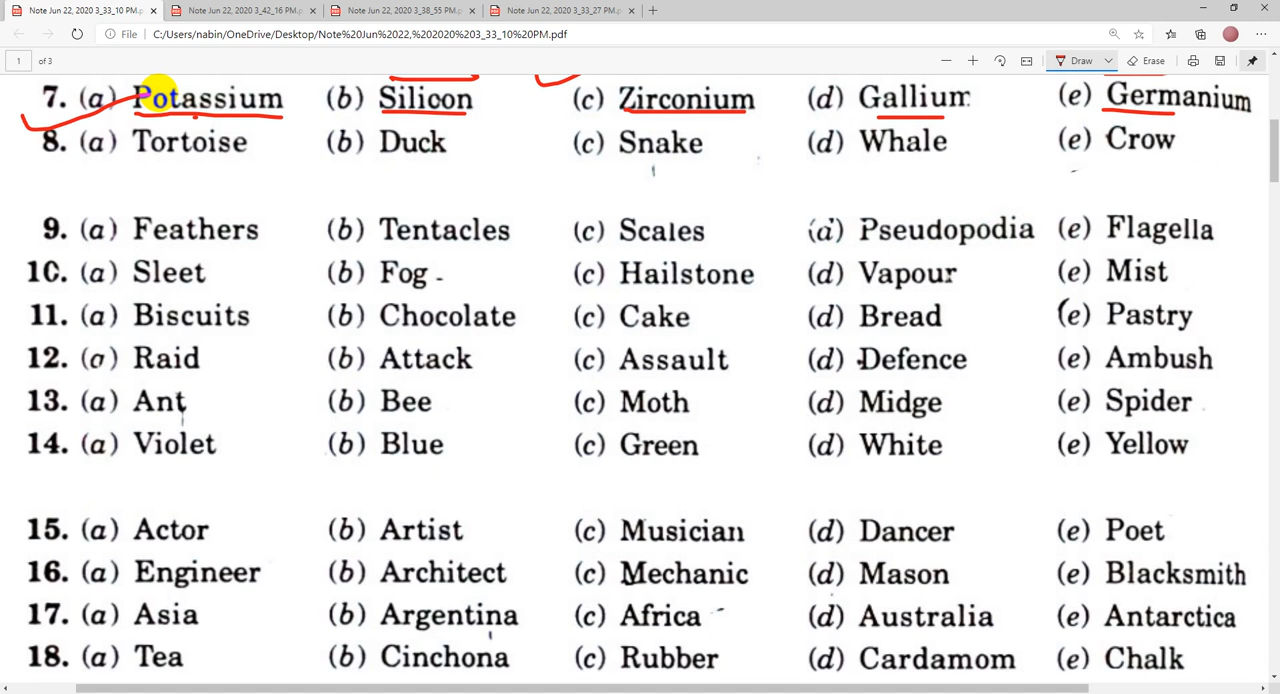 Note Jun 22, 2020 3_33_10 PM.p Note Jun 22, 2020 3_42_16 PM.p Note Jun 22, 2020 3_38_55 PM.p Note Jun 22, 2020 3_33_27 PM.p
File C:/Users/nabin/OneDrive/Desktop/Note%20Jun%2022,%202020%203_33_10%20PM.pdf
1 of 3 Draw Erase
7. (a) Potassium (b) Silicon (c) Zirconium (d) Gallium (e) Germanium
8. (a) Tortoise (b) Duck (c) Snake (d) Whale (e) Crow
9. (a) Feathers (b) Tentacles (c) Scales (d) Pseudopodia (e) Flagella
10. (a) Sleet (b) Fog (c) Hailstone (d) Vapour (e) Mist
11. (a) Biscuits (b) Chocolate (c) Cake (d) Bread (e) Pastry
12. (a) Raid (b) Attack (c) Assault (d) Defence (e) Ambush
13. (a) Ant (b) Bee (c) Moth (d) Midge (e) Spider
14. (a) Violet (b) Blue (c) Green (d) White (e) Yellow
15. (a) Actor (b) Artist (c) Musician (d) Dancer (e) Poet
16. (a) Engineer (b) Architect (c) Mechanic (d) Mason (e) Blacksmith
17. (a) Asia (b) Argentina (c) Africa (d) Australia (e) Antarctica
18. (a) Tea (b) Cinchona (c) Rubber (d) Cardamom (e) Chalk